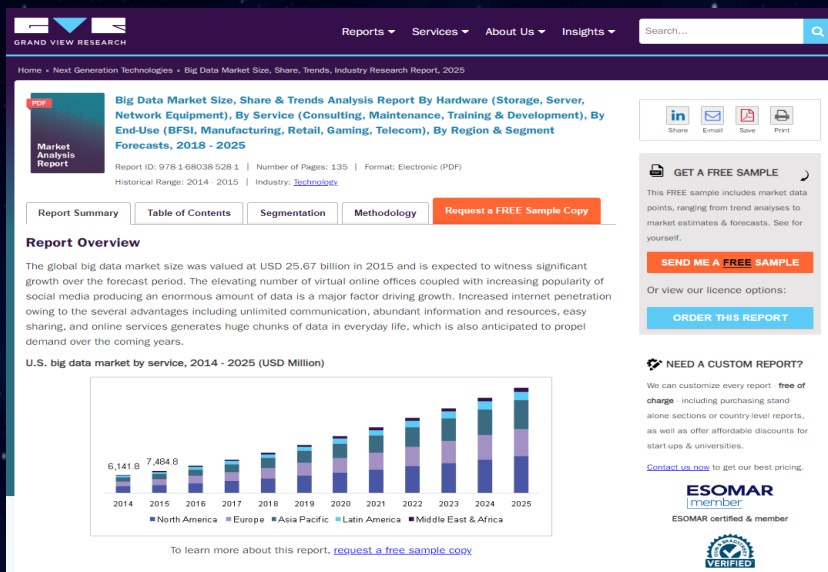 GRAND VIEW RESEARCH
Reports Services About Us Insights Search...
Home Next Generation Technologies Big Data Market Size, Share, Trends, Industry Research Report, 2025
PDF
Market
Analysis
Report
Big Data Market Size, Share & Trends Analysis Report By Hardware (Storage, Server,
Network Equipment), By Service (Consulting, Maintenance, Training & Development), By
End-Use (BFSI, Manufacturing, Retail, Gaming, Telecom), By Region & Segment
Forecasts, 2018 - 2025
Report ID: 978-1-68038-528-1 | Number of Pages: 135 | Format: Electronic (PDF)
Historical Range: 2014 - 2015 | Industry: Technology
Report Summary Table of Contents Segmentation Methodology Request a FREE Sample Copy
Report Overview
The global big data market size was valued at USD 25.67 billion in 2015 and is expected to witness significant
growth over the forecast period. The elevating number of virtual online offices coupled with increasing popularity of
social media producing an enormous amount of data is a major factor driving growth. Increased internet penetration
owing to the several advantages including unlimited communication, abundant information and resources, easy
sharing, and online services generates huge chunks of data in everyday life, which is also anticipated to propel
demand over the coming years.
U.S. big data market by service, 2014 - 2025 (USD Million)
6,141.8 7,484.8
2014 2015 2016 2017 2018 2019 2020 2021 2022 2023 2024 2025
North America Europe Asia Pacific Latin America Middle East & Africa
To learn more about this report, request a free sample copy
Share E-mail Save Print
GET A FREE SAMPLE
This FREE sample includes market data
points, ranging from trend analyses to
market estimates & forecasts. See for
yourself.
SEND ME A FREE SAMPLE
Or view our licence options:
ORDER THIS REPORT
NEED A CUSTOM REPORT?
We can customize every report - free of
charge - including purchasing stand
alone sections or country-level reports,
as well as offer affordable discounts for
start-ups & universities.
Contact us now to get our best pricing.
ESOMAR
member
ESOMAR certified & member
DUN & BRADSTREET
VERIFIED